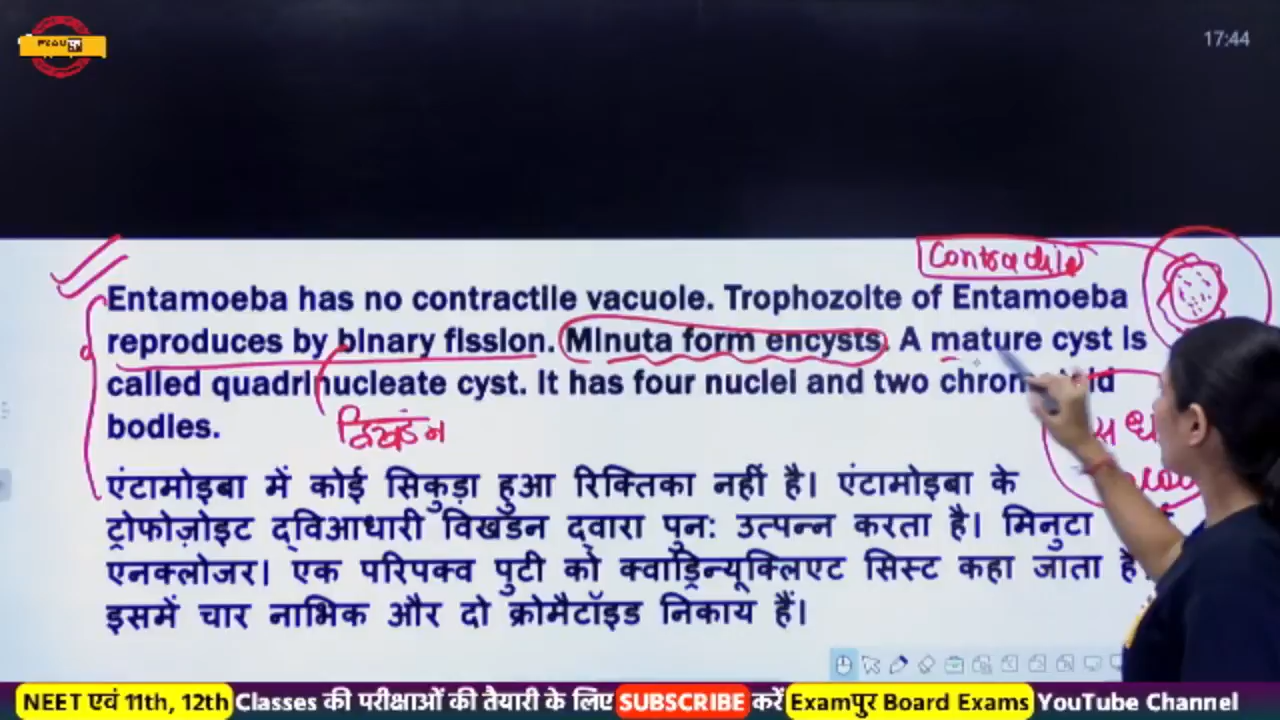 17:44
Contractile
Entamoeba has no contractile vacuole. Trophozoite of Entamoeba
reproduces by binary fission. Minuta form encysts. A mature cyst is
called quadrinucleate cyst. It has four nuclei and two
bodies.
विखंडन
एंटामोइबा में कोई सिकुड़ा हुआ रिक्तिका नहीं है। एंटामोइबा के
ट्रोफोज़ोइट द्विआधारी विखंडन द्वारा पुन: उत्पन्न करता है। मिनुटा
एनक्लोजर। एक परिपक्व पुटी को क्वाड्रिन्यूक्लिएट सिस्ट कहा जाता है
इसमें चार नाभिक और दो क्रोमैटॉइड निकाय हैं।
NEET एवं 11th, 12th Classes की परीक्षाओं की तैयारी के लिए SUBSCRIBE करें Examपुर Board Exams YouTube Channel